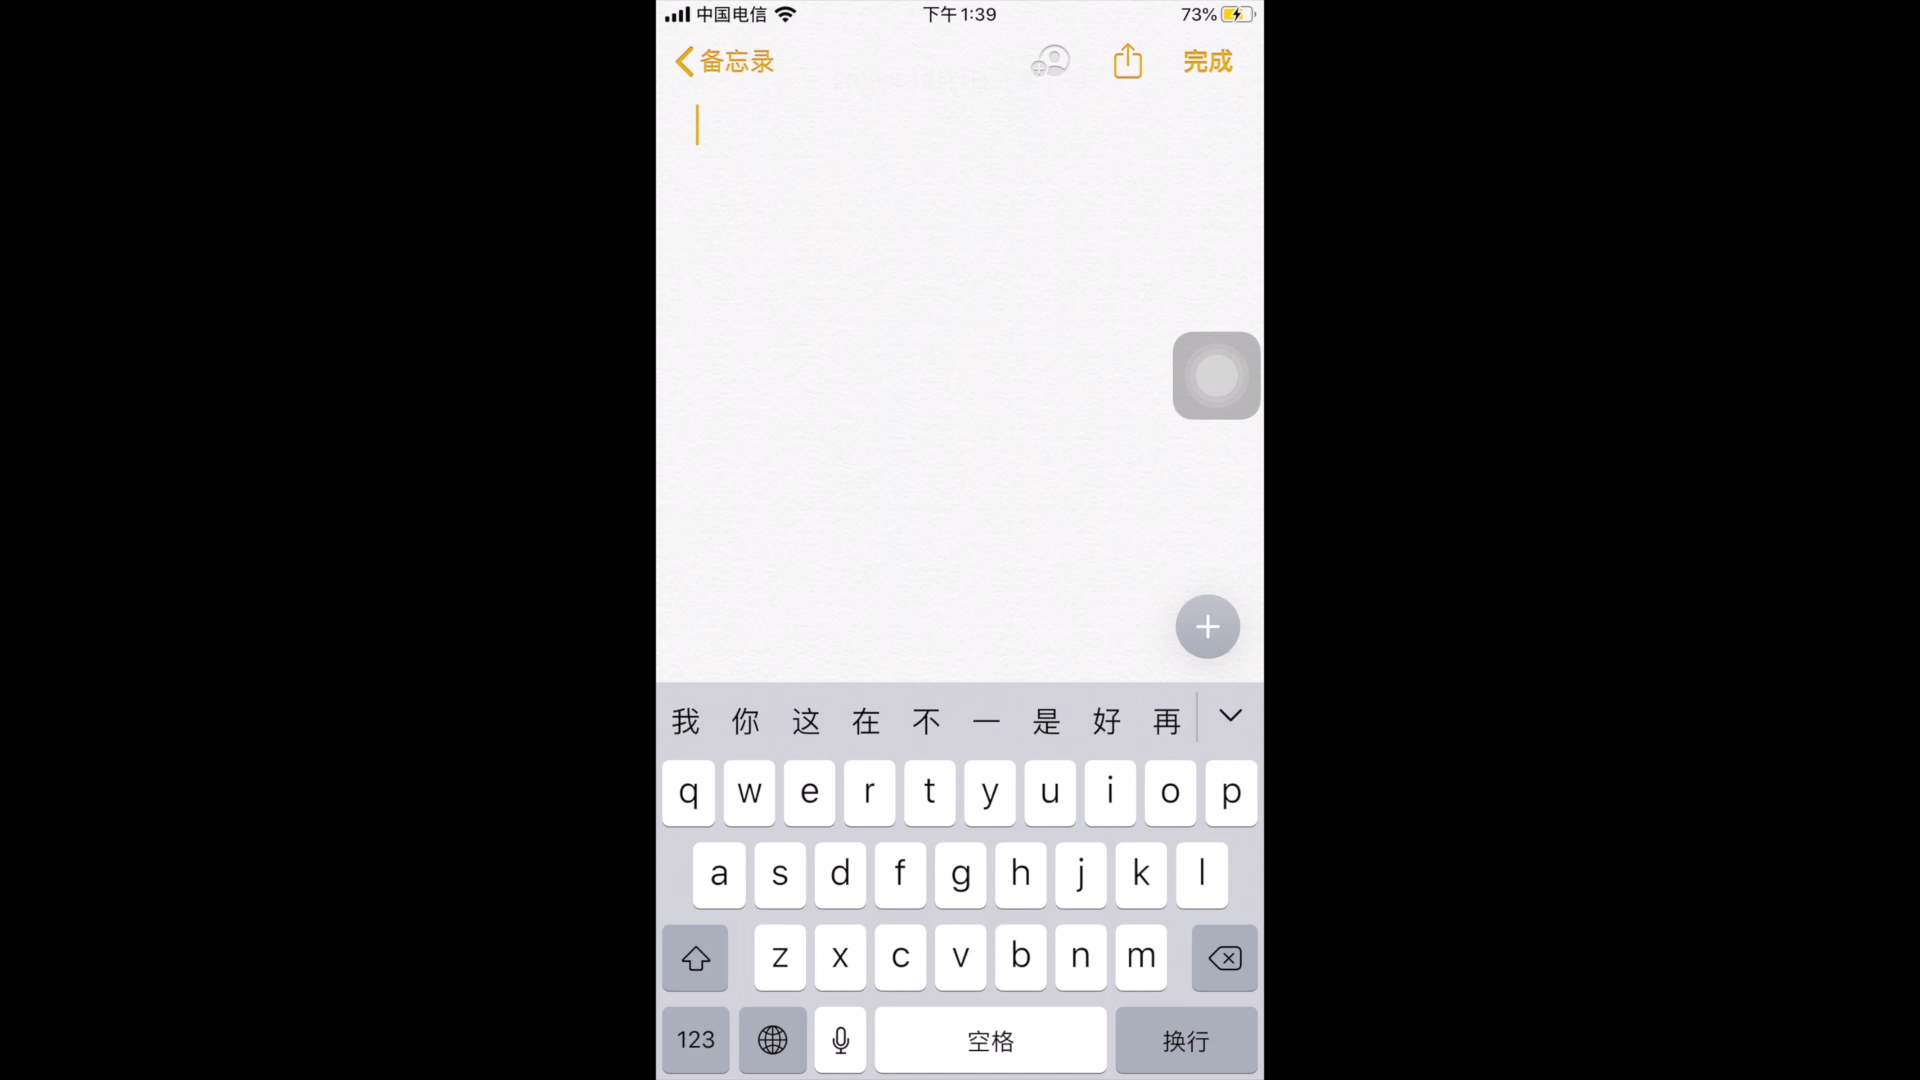 中国电信 下午1:39 73%
备忘录 完成
我 你 这 在 不 一 是 好 再
q w e r t y u i o p
a s d f g h j k l
z x c v b n m
123 空格 换行